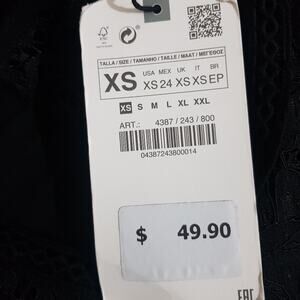 FSC
TALLA / SIZE / TAMANHO / TAILLE / MAAT / ΜΕΓΕΘΟΣ
XS
USA MEX UK IT BR
XS 24 XS XS EP
XS S M L XL XXL
ART.: 4387 / 243 / 800
04387243800014
$ 49.90
EAC